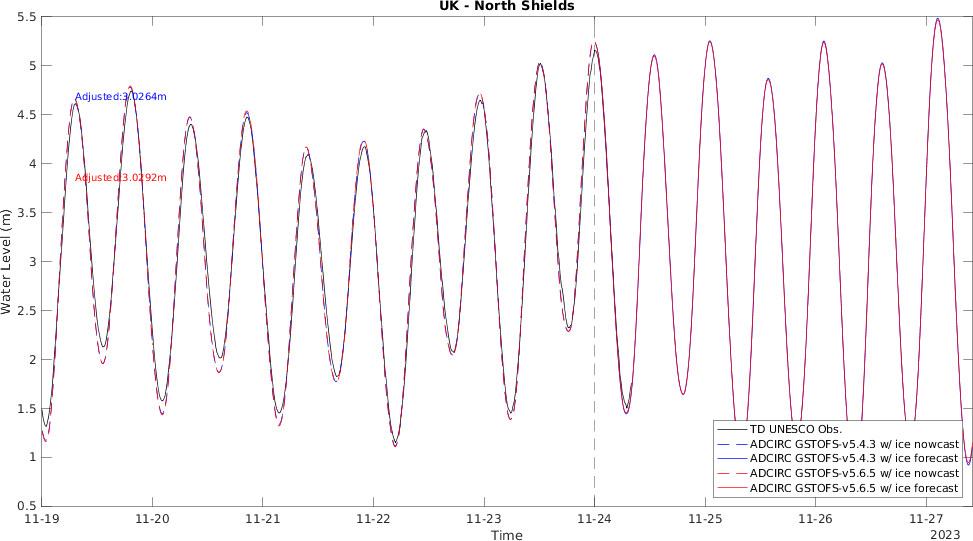 UK - North Shields
5.5
5
4.5
4
3.5
3
2.5
2
1.5
1
0.5
Water Level (m)
Adjusted:3.0264m
Adjusted:3.0292m
TD UNESCO Obs.
ADCIRC GSTOFS-v5.4.3 w/ ice nowcast
ADCIRC GSTOFS-v5.4.3 w/ ice forecast
ADCIRC GSTOFS-v5.6.5 w/ ice nowcast
ADCIRC GSTOFS-v5.6.5 w/ ice forecast
11-19 11-20 11-21 11-22 11-23 11-24 11-25 11-26 11-27
Time
2023